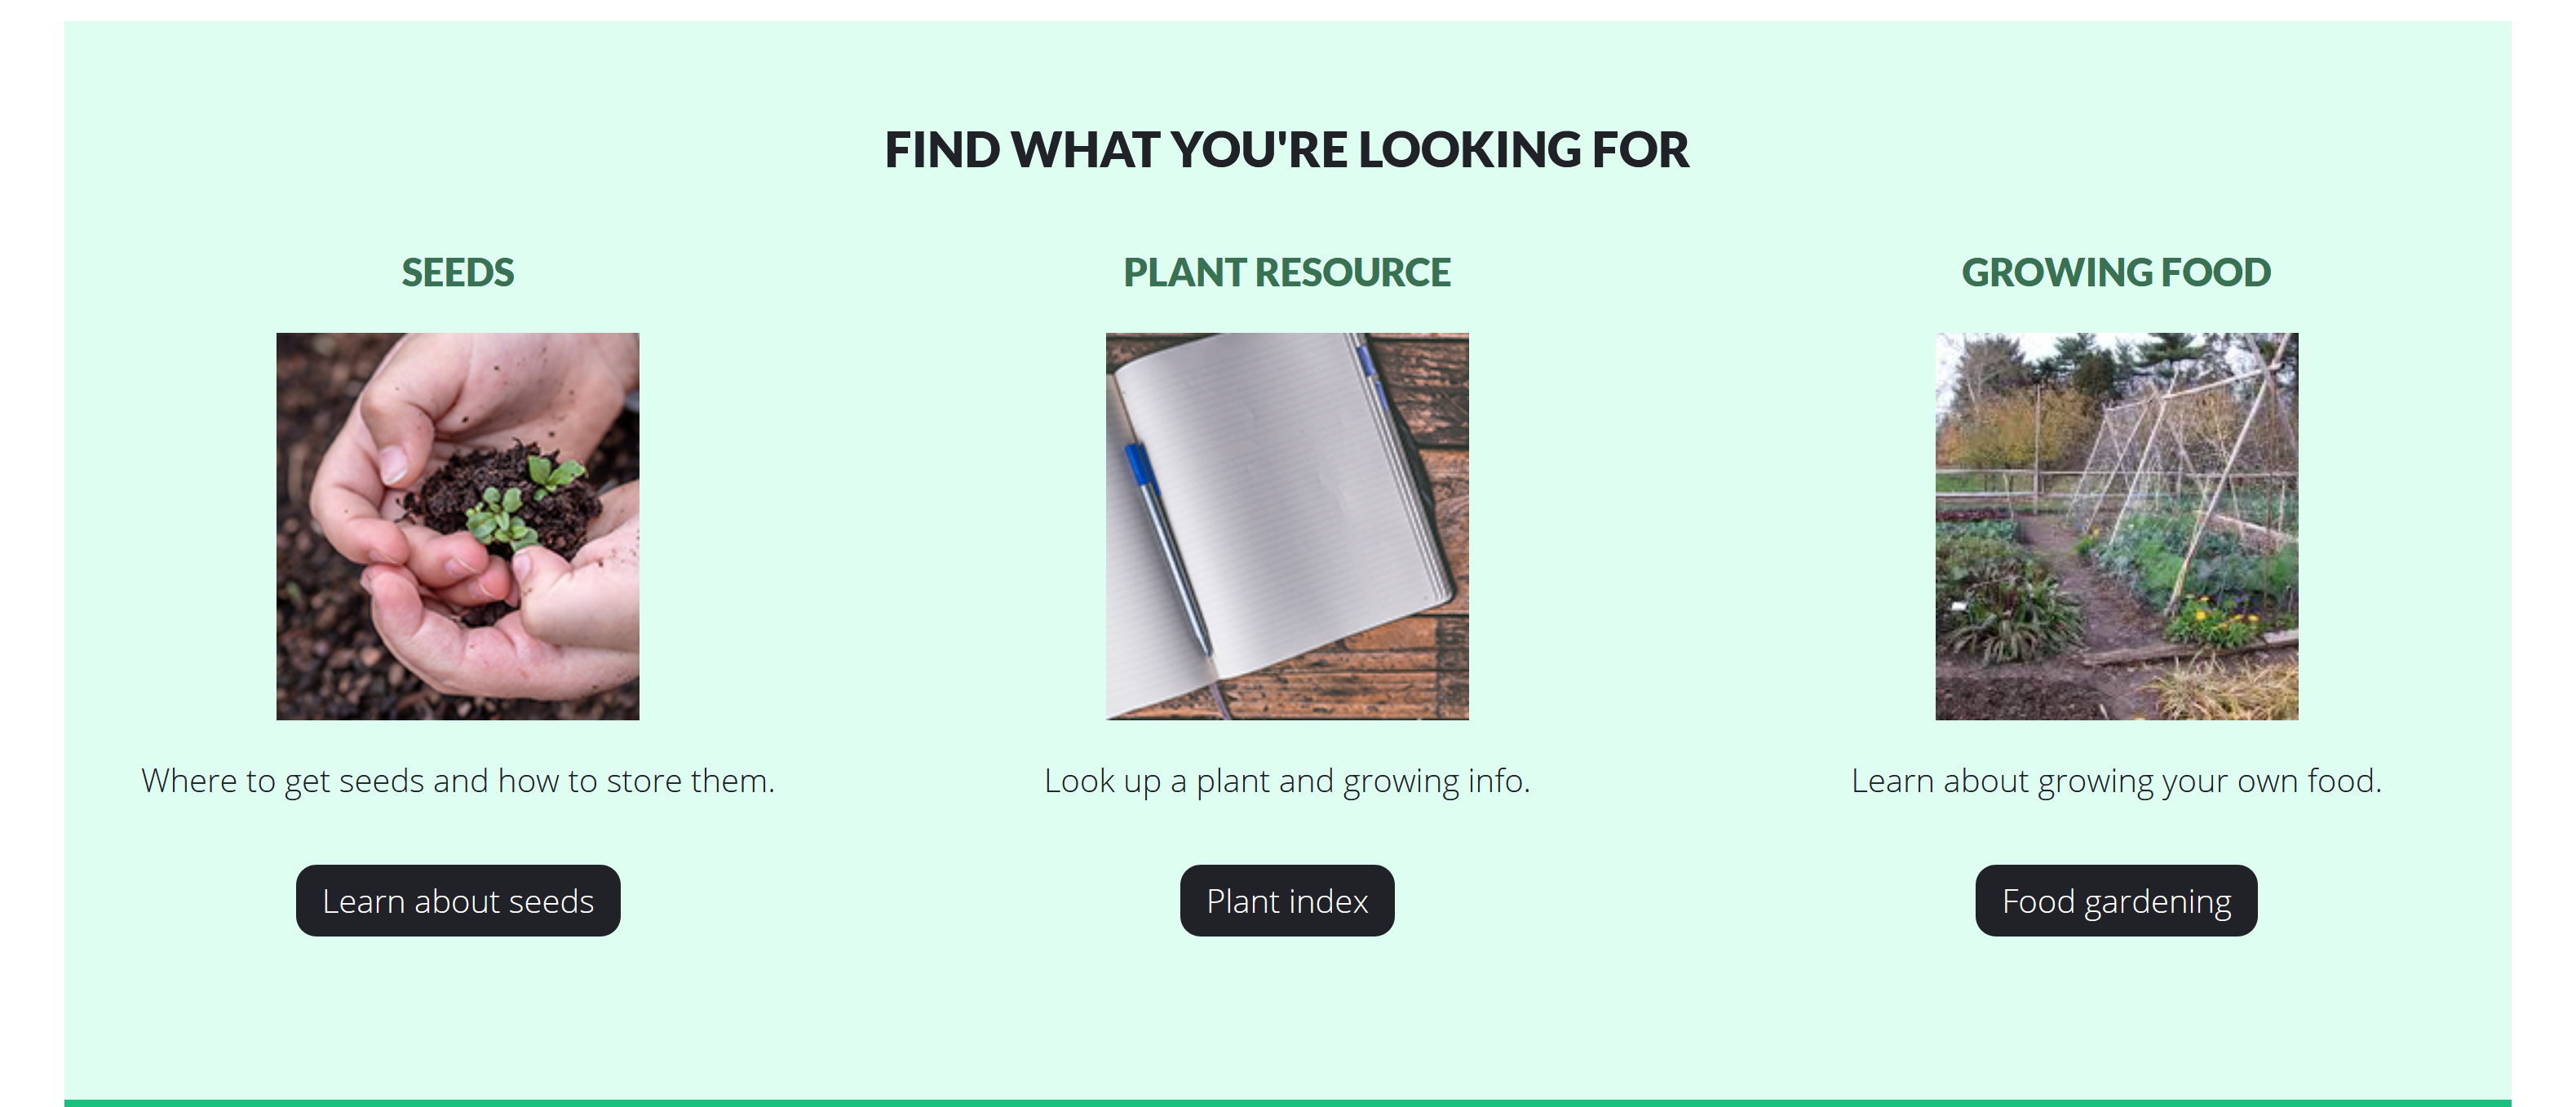 FIND WHAT YOU'RE LOOKING FOR
SEEDS
Where to get seeds and how to store them.
Learn about seeds
PLANT RESOURCE
Look up a plant and growing info.
Plant index
GROWING FOOD
Learn about growing your own food.
Food gardening